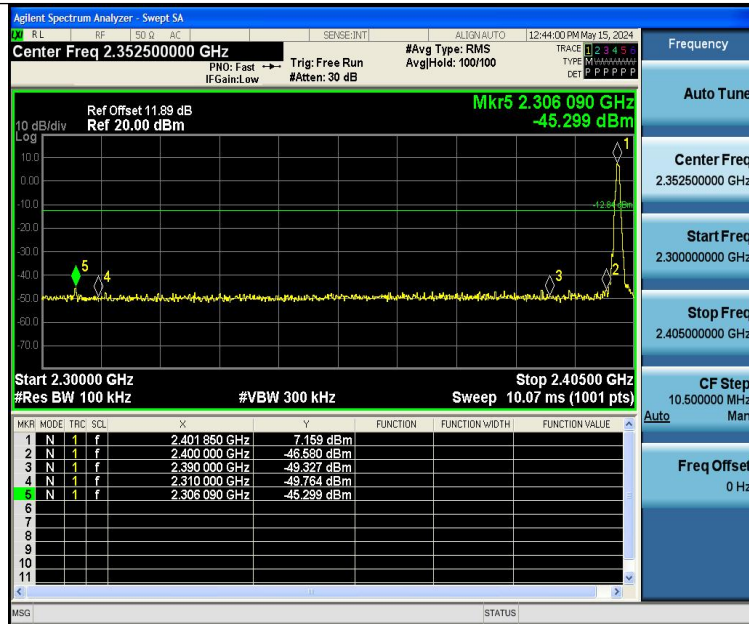 Agilent Spectrum Analyzer - Swept SA
LXI RL RF 50 Ω AC SENSE:INT ALIGNAUTO 12:44:00 PM May 15, 2024
Center Freq 2.352500000 GHz
#Avg Type: RMS
TRACE 1 2 3 4 5 6
PNO: Fast
Trig: Free Run
Avg|Hold: 100/100
TYPE MWWWWW
IFGain:Low
#Atten: 30 dB
DET P P P P P P
Ref Offset 11.89 dB
Mkr5 2.306 090 GHz
10 dB/div
Ref 20.00 dBm
-45.299 dBm
Log
1
10.0
0.00
-10.0
-12.84 dBm
-20.0
-30.0
5
4
3
2
-40.0
-50.0
-60.0
-70.0
Start 2.30000 GHz
Stop 2.40500 GHz
#Res BW 100 kHz
#VBW 300 kHz
Sweep 10.07 ms (1001 pts)
MKR MODE TRC SCL X Y FUNCTION FUNCTION WIDTH FUNCTION VALUE
1 N 1 f 2.401 850 GHz 7.159 dBm
2 N 1 f 2.400 000 GHz -46.580 dBm
3 N 1 f 2.390 000 GHz -49.327 dBm
4 N 1 f 2.310 000 GHz -49.764 dBm
5 N 1 f 2.306 090 GHz -45.299 dBm
6
7
8
9
10
11
MSG
STATUS
Frequency
Auto Tune
Center Freq
2.352500000 GHz
Start Freq
2.300000000 GHz
Stop Freq
2.405000000 GHz
CF Step
10.500000 MHz
Auto Man
Freq Offset
0 Hz